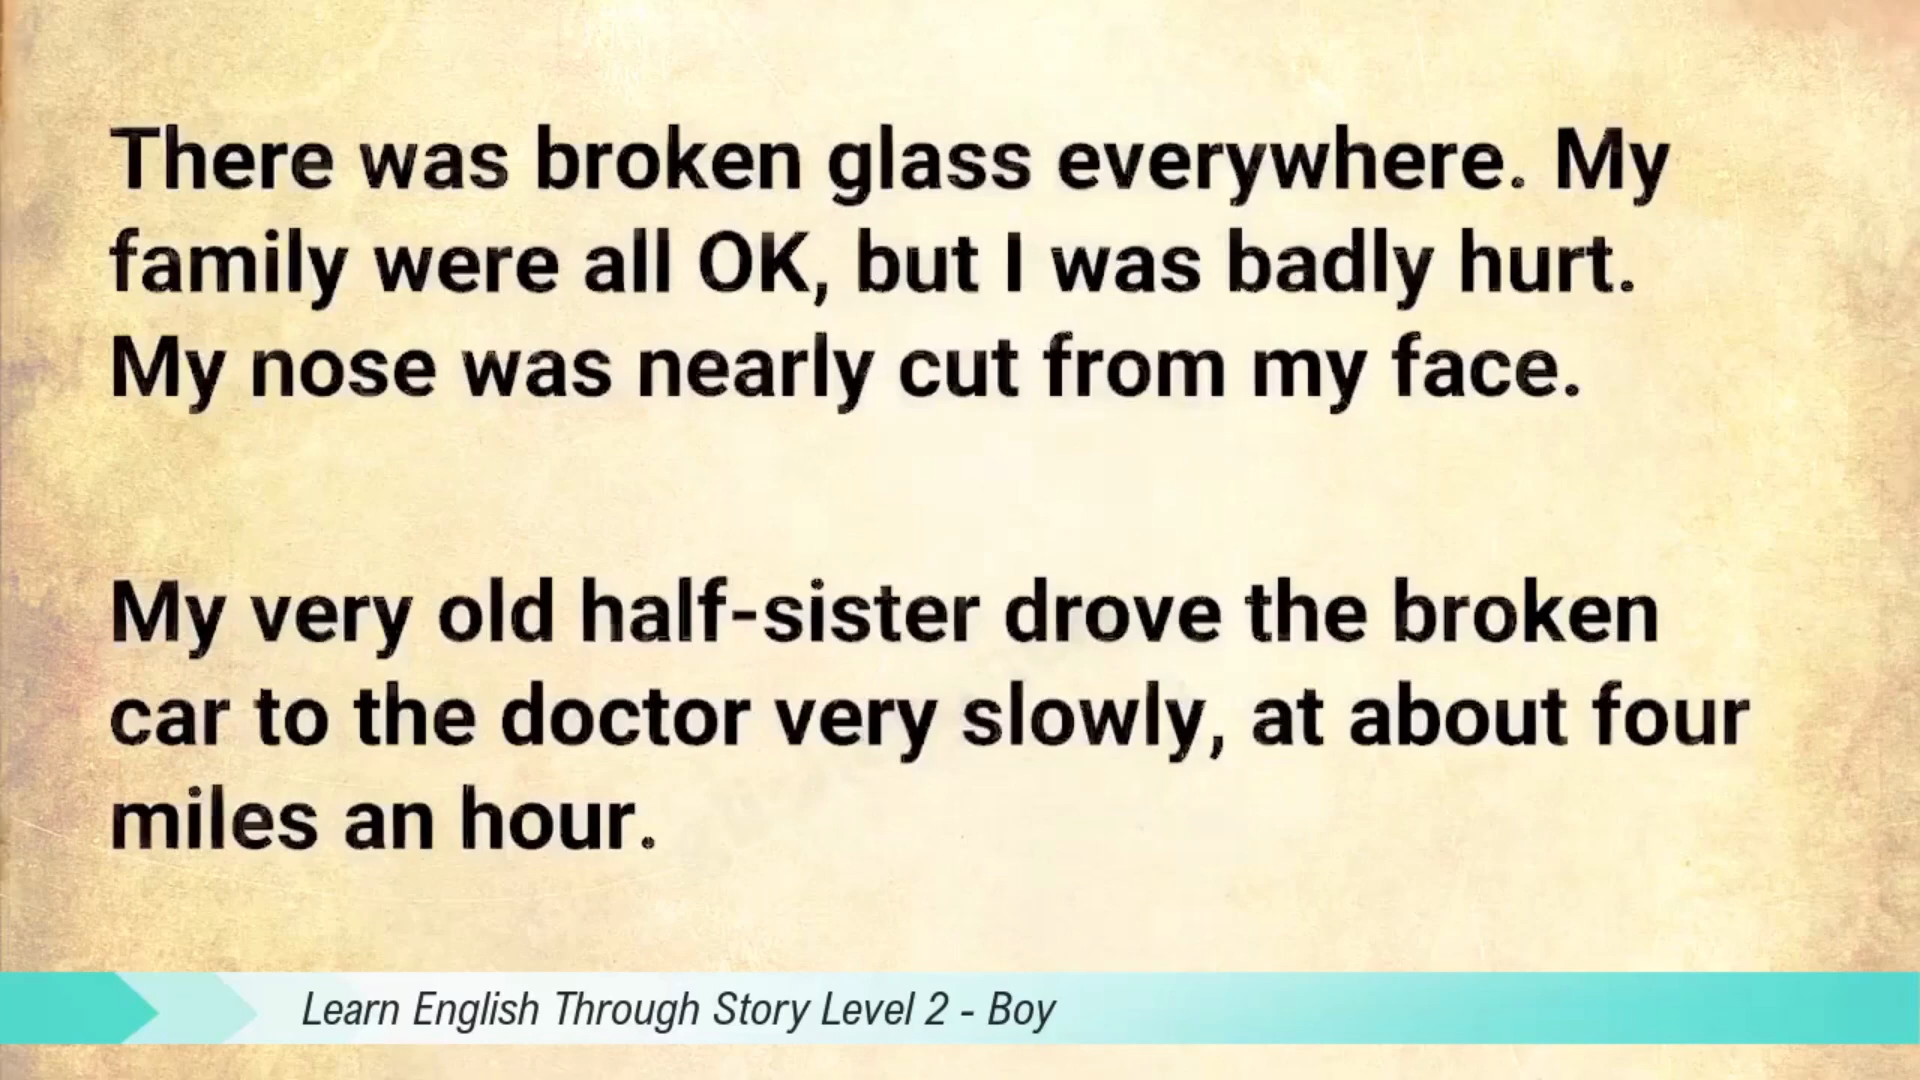 There was broken glass everywhere. My
family were all OK, but I was badly hurt.
My nose was nearly cut from my face.
My very old half-sister drove the broken
car to the doctor very slowly, at about four
miles an hour.
Learn English Through Story Level 2 - Boy